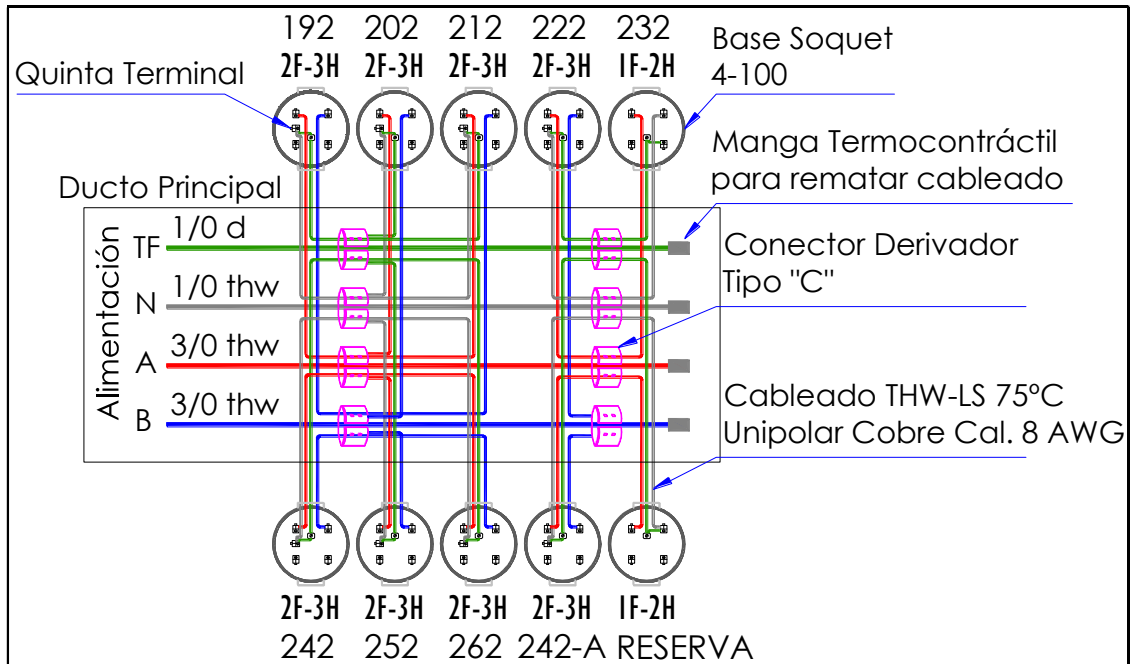 192 202 212 222 232
2F-3H 2F-3H 2F-3H 2F-3H 1F-2H
Base Soquet
4-100
Quinta Terminal
Manga Termocontráctil
para rematar cableado
Ducto Principal
Alimentación
TF 1/0 d
N 1/0 thw
A 3/0 thw
B 3/0 thw
Conector Derivador
Tipo "C"
Cableado THW-LS 75°C
Unipolar Cobre Cal. 8 AWG
2F-3H 2F-3H 2F-3H 2F-3H 1F-2H
242 252 262 242-A RESERVA